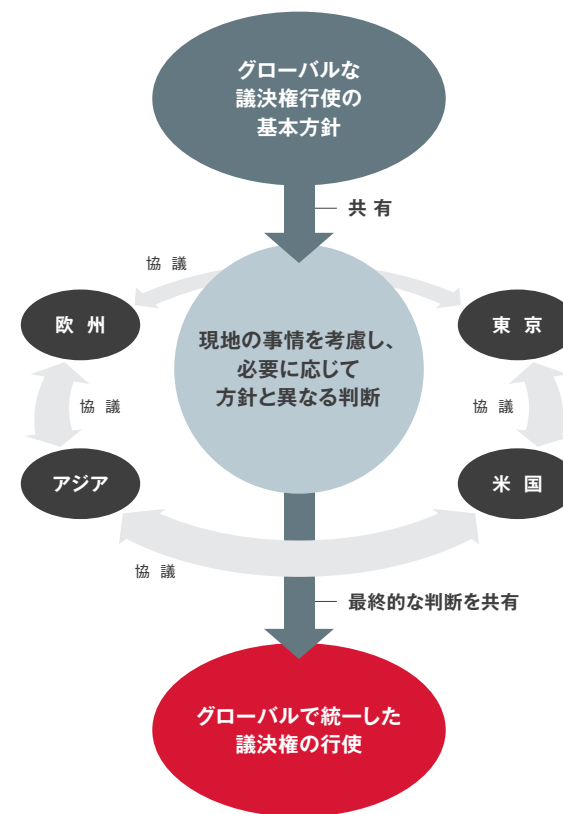 グローバルな
議決権行使の
基本方針
共 有
協 議
欧 州
東 京
現地の事情を考慮し、
必要に応じて
方針と異なる判断
協 議
協 議
アジア
米 国
協 議
最終的な判断を共有
グローバルで統一した
議決権の行使